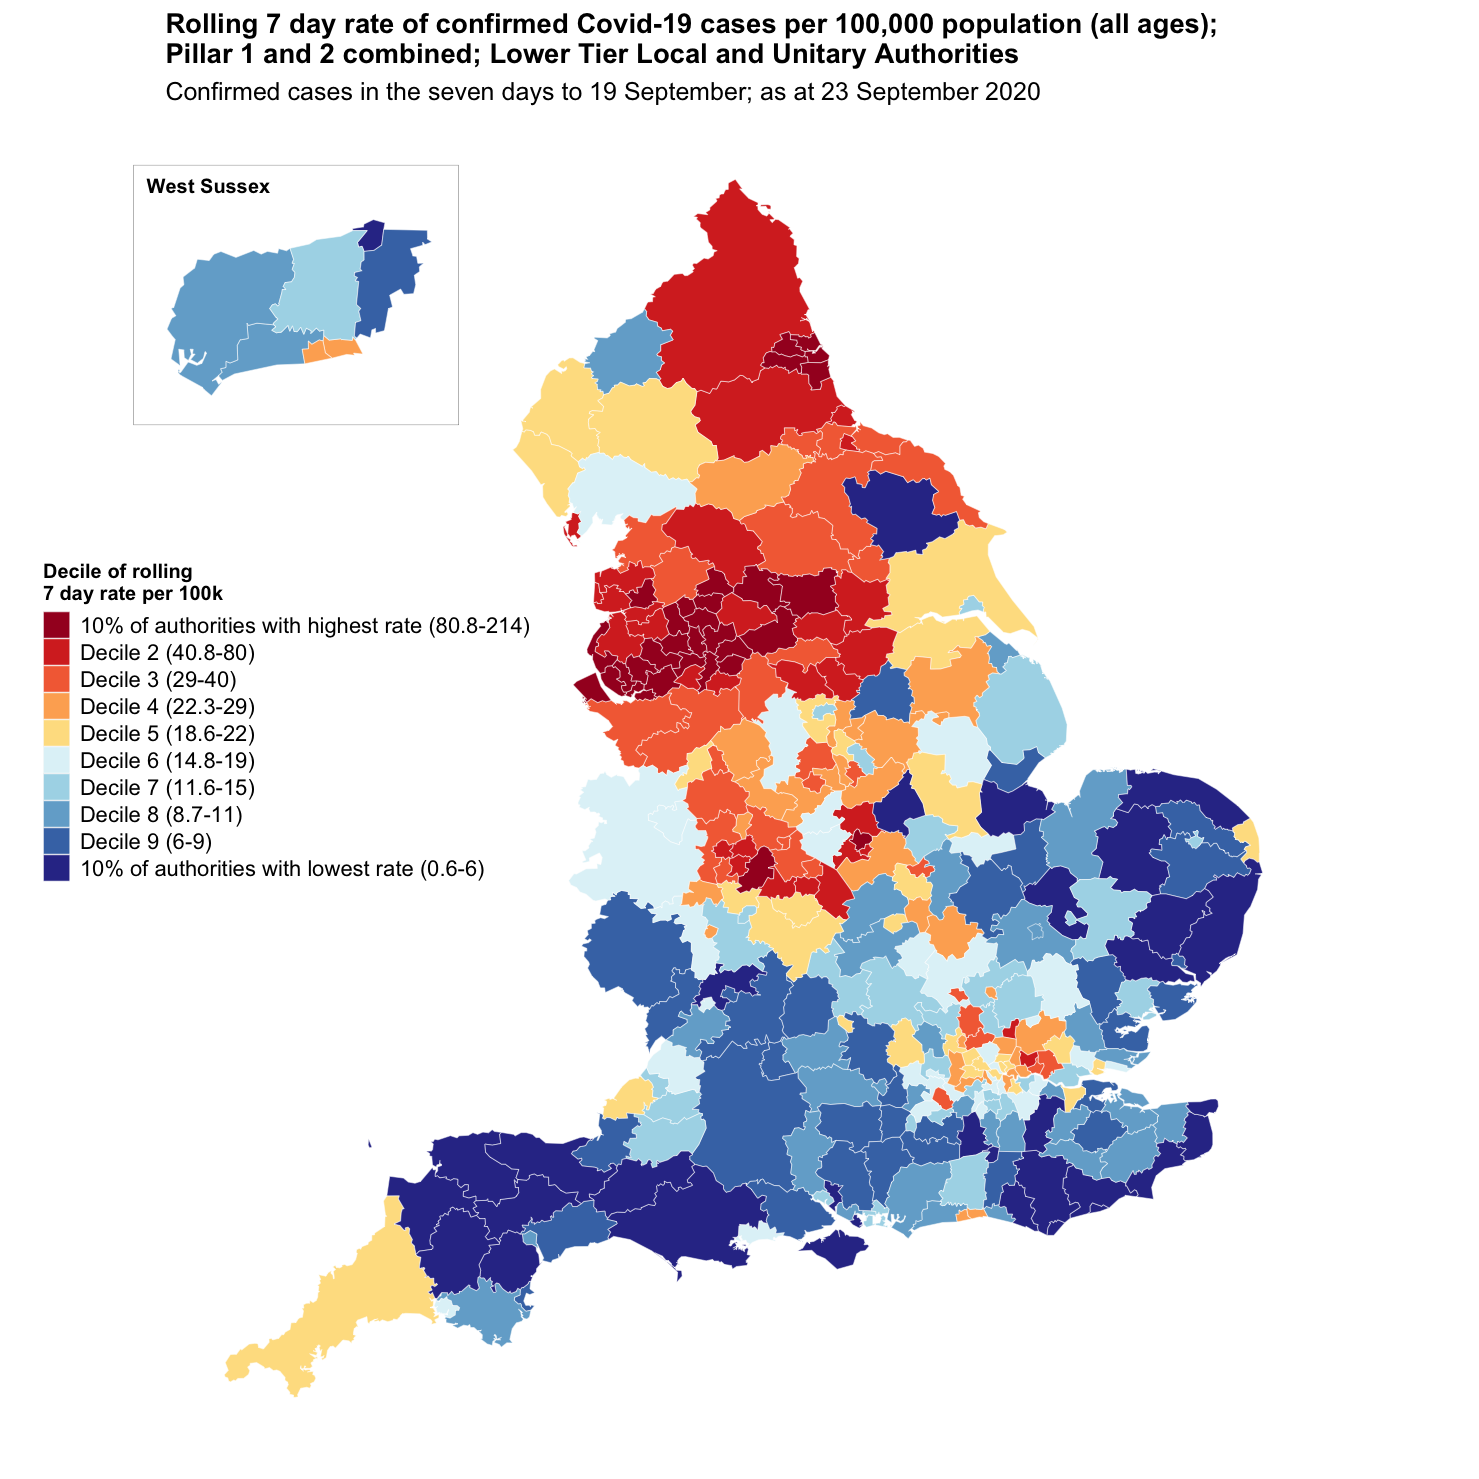 Rolling 7 day rate of confirmed Covid-19 cases per 100,000 population (all ages);
Pillar 1 and 2 combined; Lower Tier Local and Unitary Authorities
Confirmed cases in the seven days to 19 September; as at 23 September 2020
West Sussex
Decile of rolling
7 day rate per 100k
10% of authorities with highest rate (80.8-214)
Decile 2 (40.8-80)
Decile 3 (29-40)
Decile 4 (22.3-29)
Decile 5 (18.6-22)
Decile 6 (14.8-19)
Decile 7 (11.6-15)
Decile 8 (8.7-11)
Decile 9 (6-9)
10% of authorities with lowest rate (0.6-6)